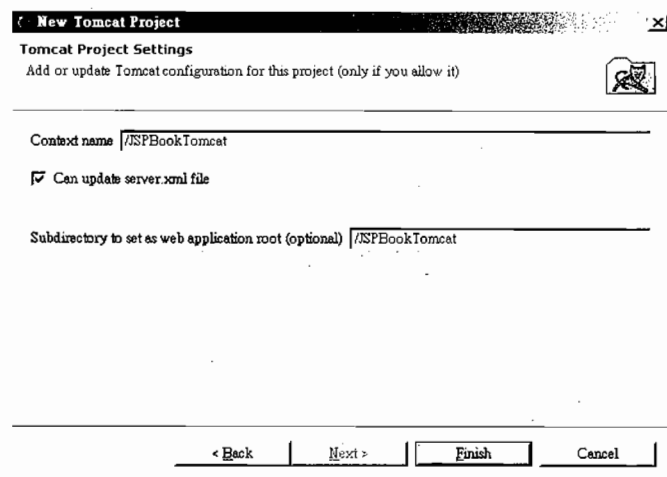 New Tomcat Project
Tomcat Project Settings
Add or update Tomcat configuration for this project (only if you allow it)
Context name /JSPBookTomcat
Can update server.xml file
Subdirectory to set as web application root (optional) /JSPBookTomcat
< Back Next > Finish Cancel